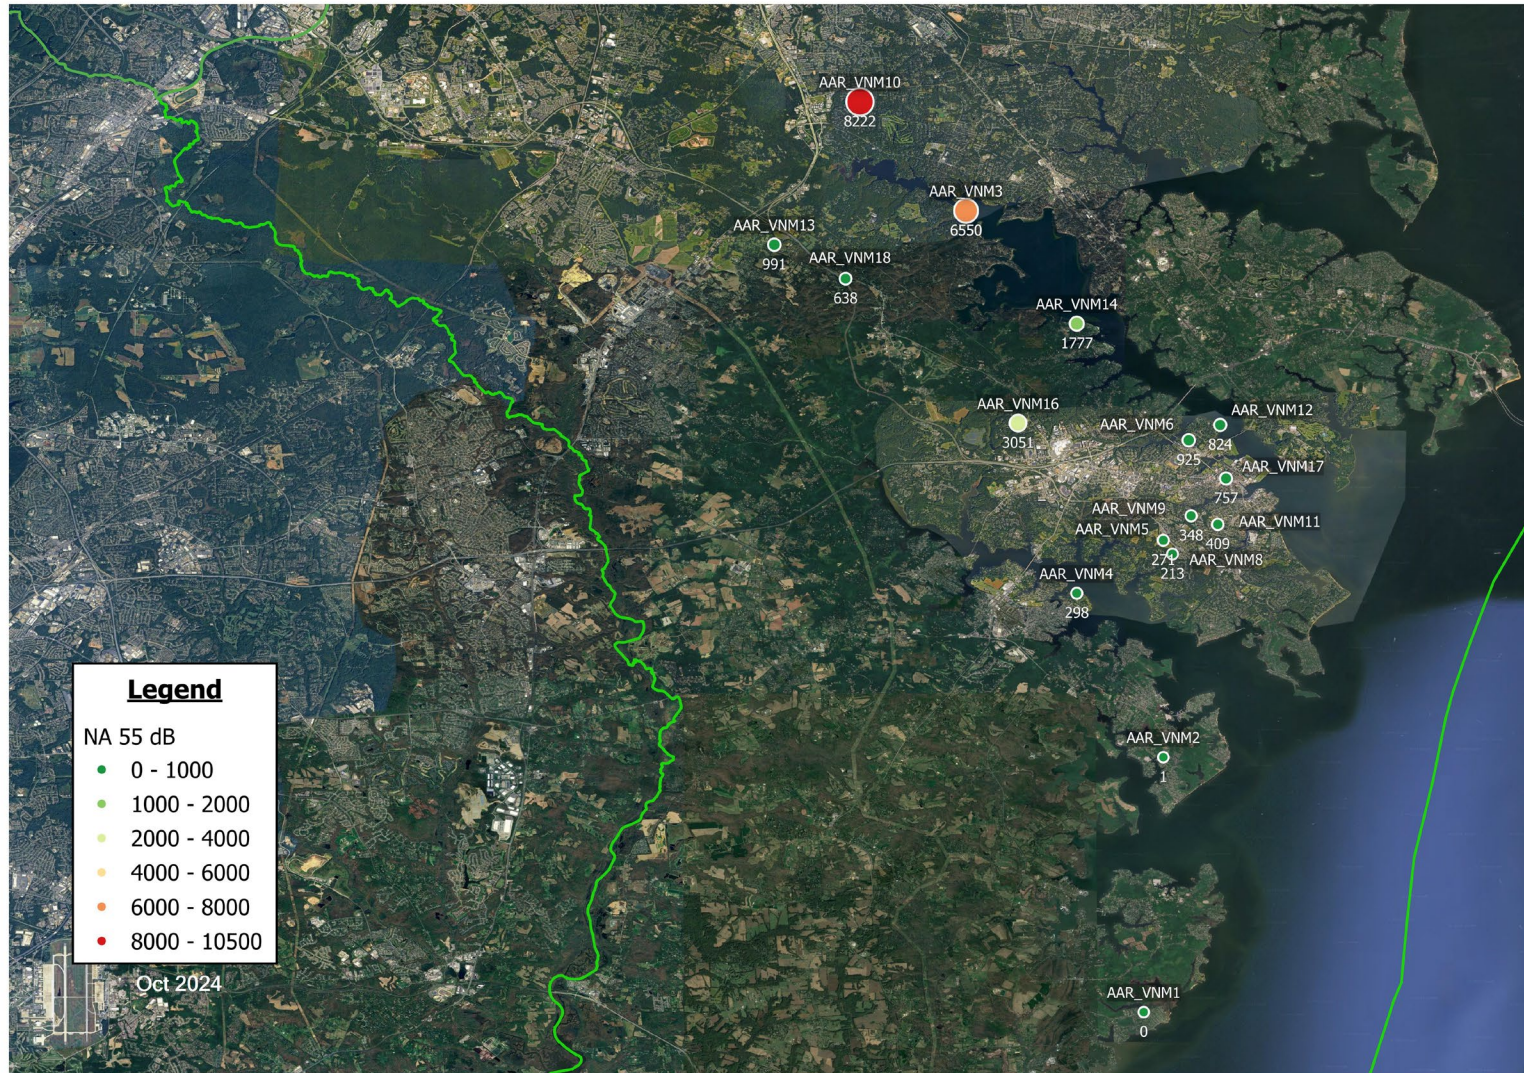 AAR_VNM10
8222
AAR_VNM3
6550
AAR_VNM13
991
AAR_VNM18
638
AAR_VNM14
1777
AAR_VNM16
3051
AAR_VNM6
925
AAR_VNM12
824
AAR_VNM17
757
AAR_VNM9
348
AAR_VNM11
409
AAR_VNM5
271
AAR_VNM8
213
AAR_VNM4
298
AAR_VNM2
1
AAR_VNM1
0
Legend
NA 55 dB
0 - 1000
1000 - 2000
2000 - 4000
4000 - 6000
6000 - 8000
8000 - 10500
Oct 2024